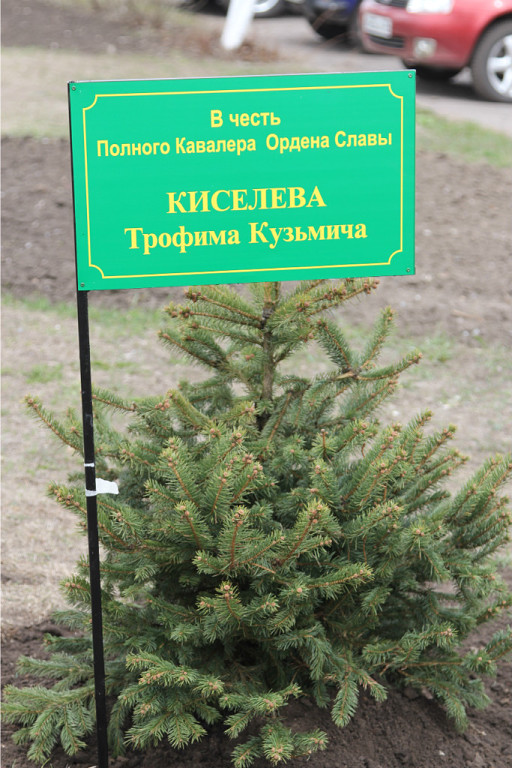 В честь
Полного Кавалера Ордена Славы
КИСЕЛЕВА
Трофима Кузьмича